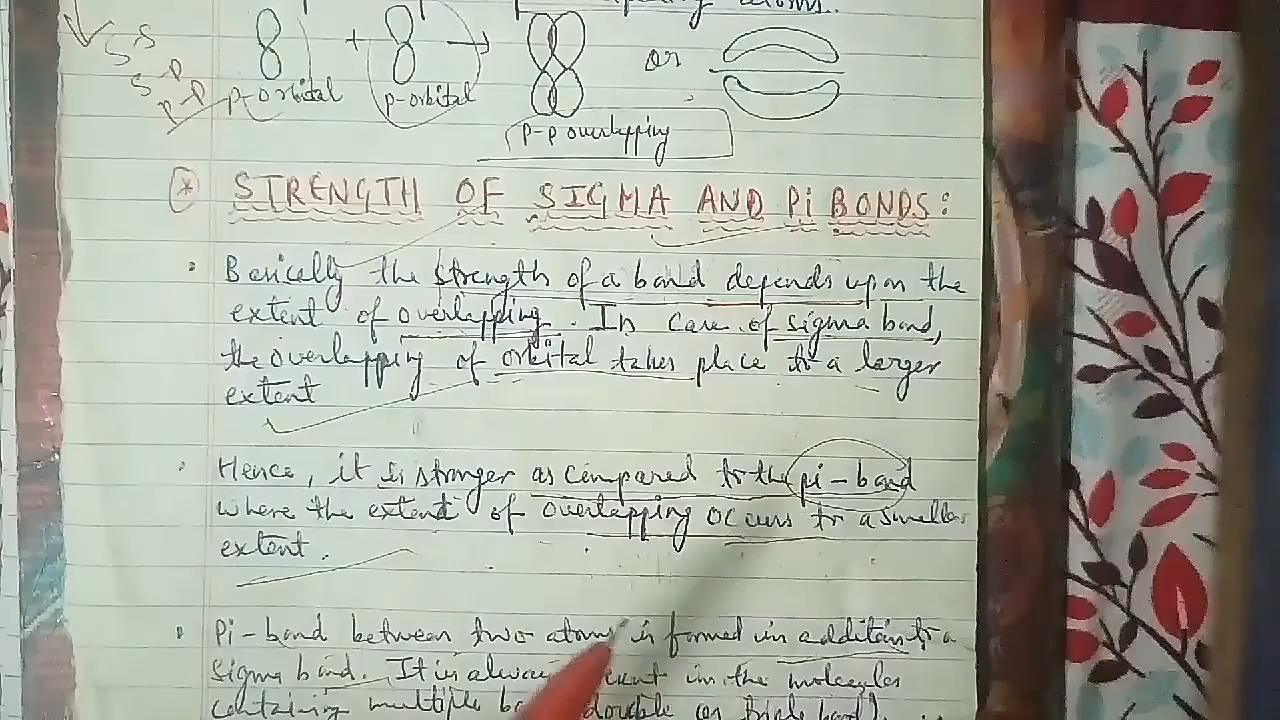 S S
S P
P-P
p-orbital + p-orbital → or
p-p overlapping
* STRENGTH OF SIGMA AND Pi BONDS:
Basically the strength of a bond depends upon the
extent of overlapping. In case of sigma bond,
the overlapping of orbital takes place to a larger
extent
Hence, it is stronger as compared to the pi-bond
where the extent of overlapping occurs to a smaller
extent.
Pi-bond between two atoms is formed in addition to a
sigma bond. It is always in the molecules
containing multiple double or triple bond).